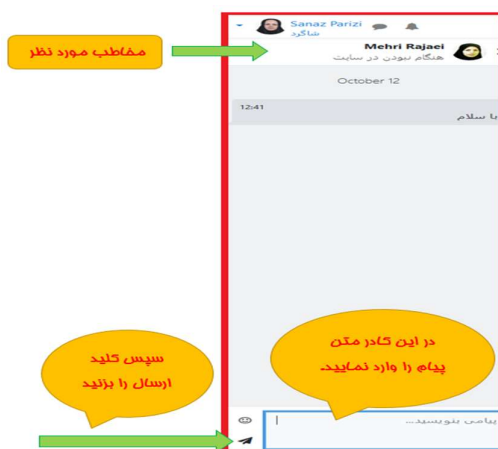 Sanaz Parizi
شاگرد
مخاطب مورد نظر
Mehri Rajaei
هنگام نبودن در سایت
October 12
12:41
با سلام
در این کادر متن
پیام را وارد نمایید.
سپس کلید
ارسال را بزنید
پیامی بنویسید...